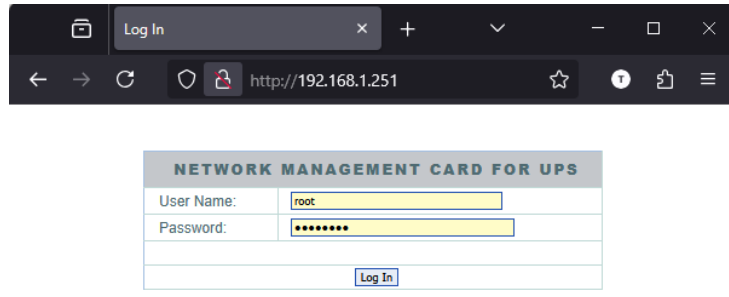 Log In
http://192.168.1.251
T
NETWORK MANAGEMENT CARD FOR UPS
User Name: root
Password: ••••••••
Log In